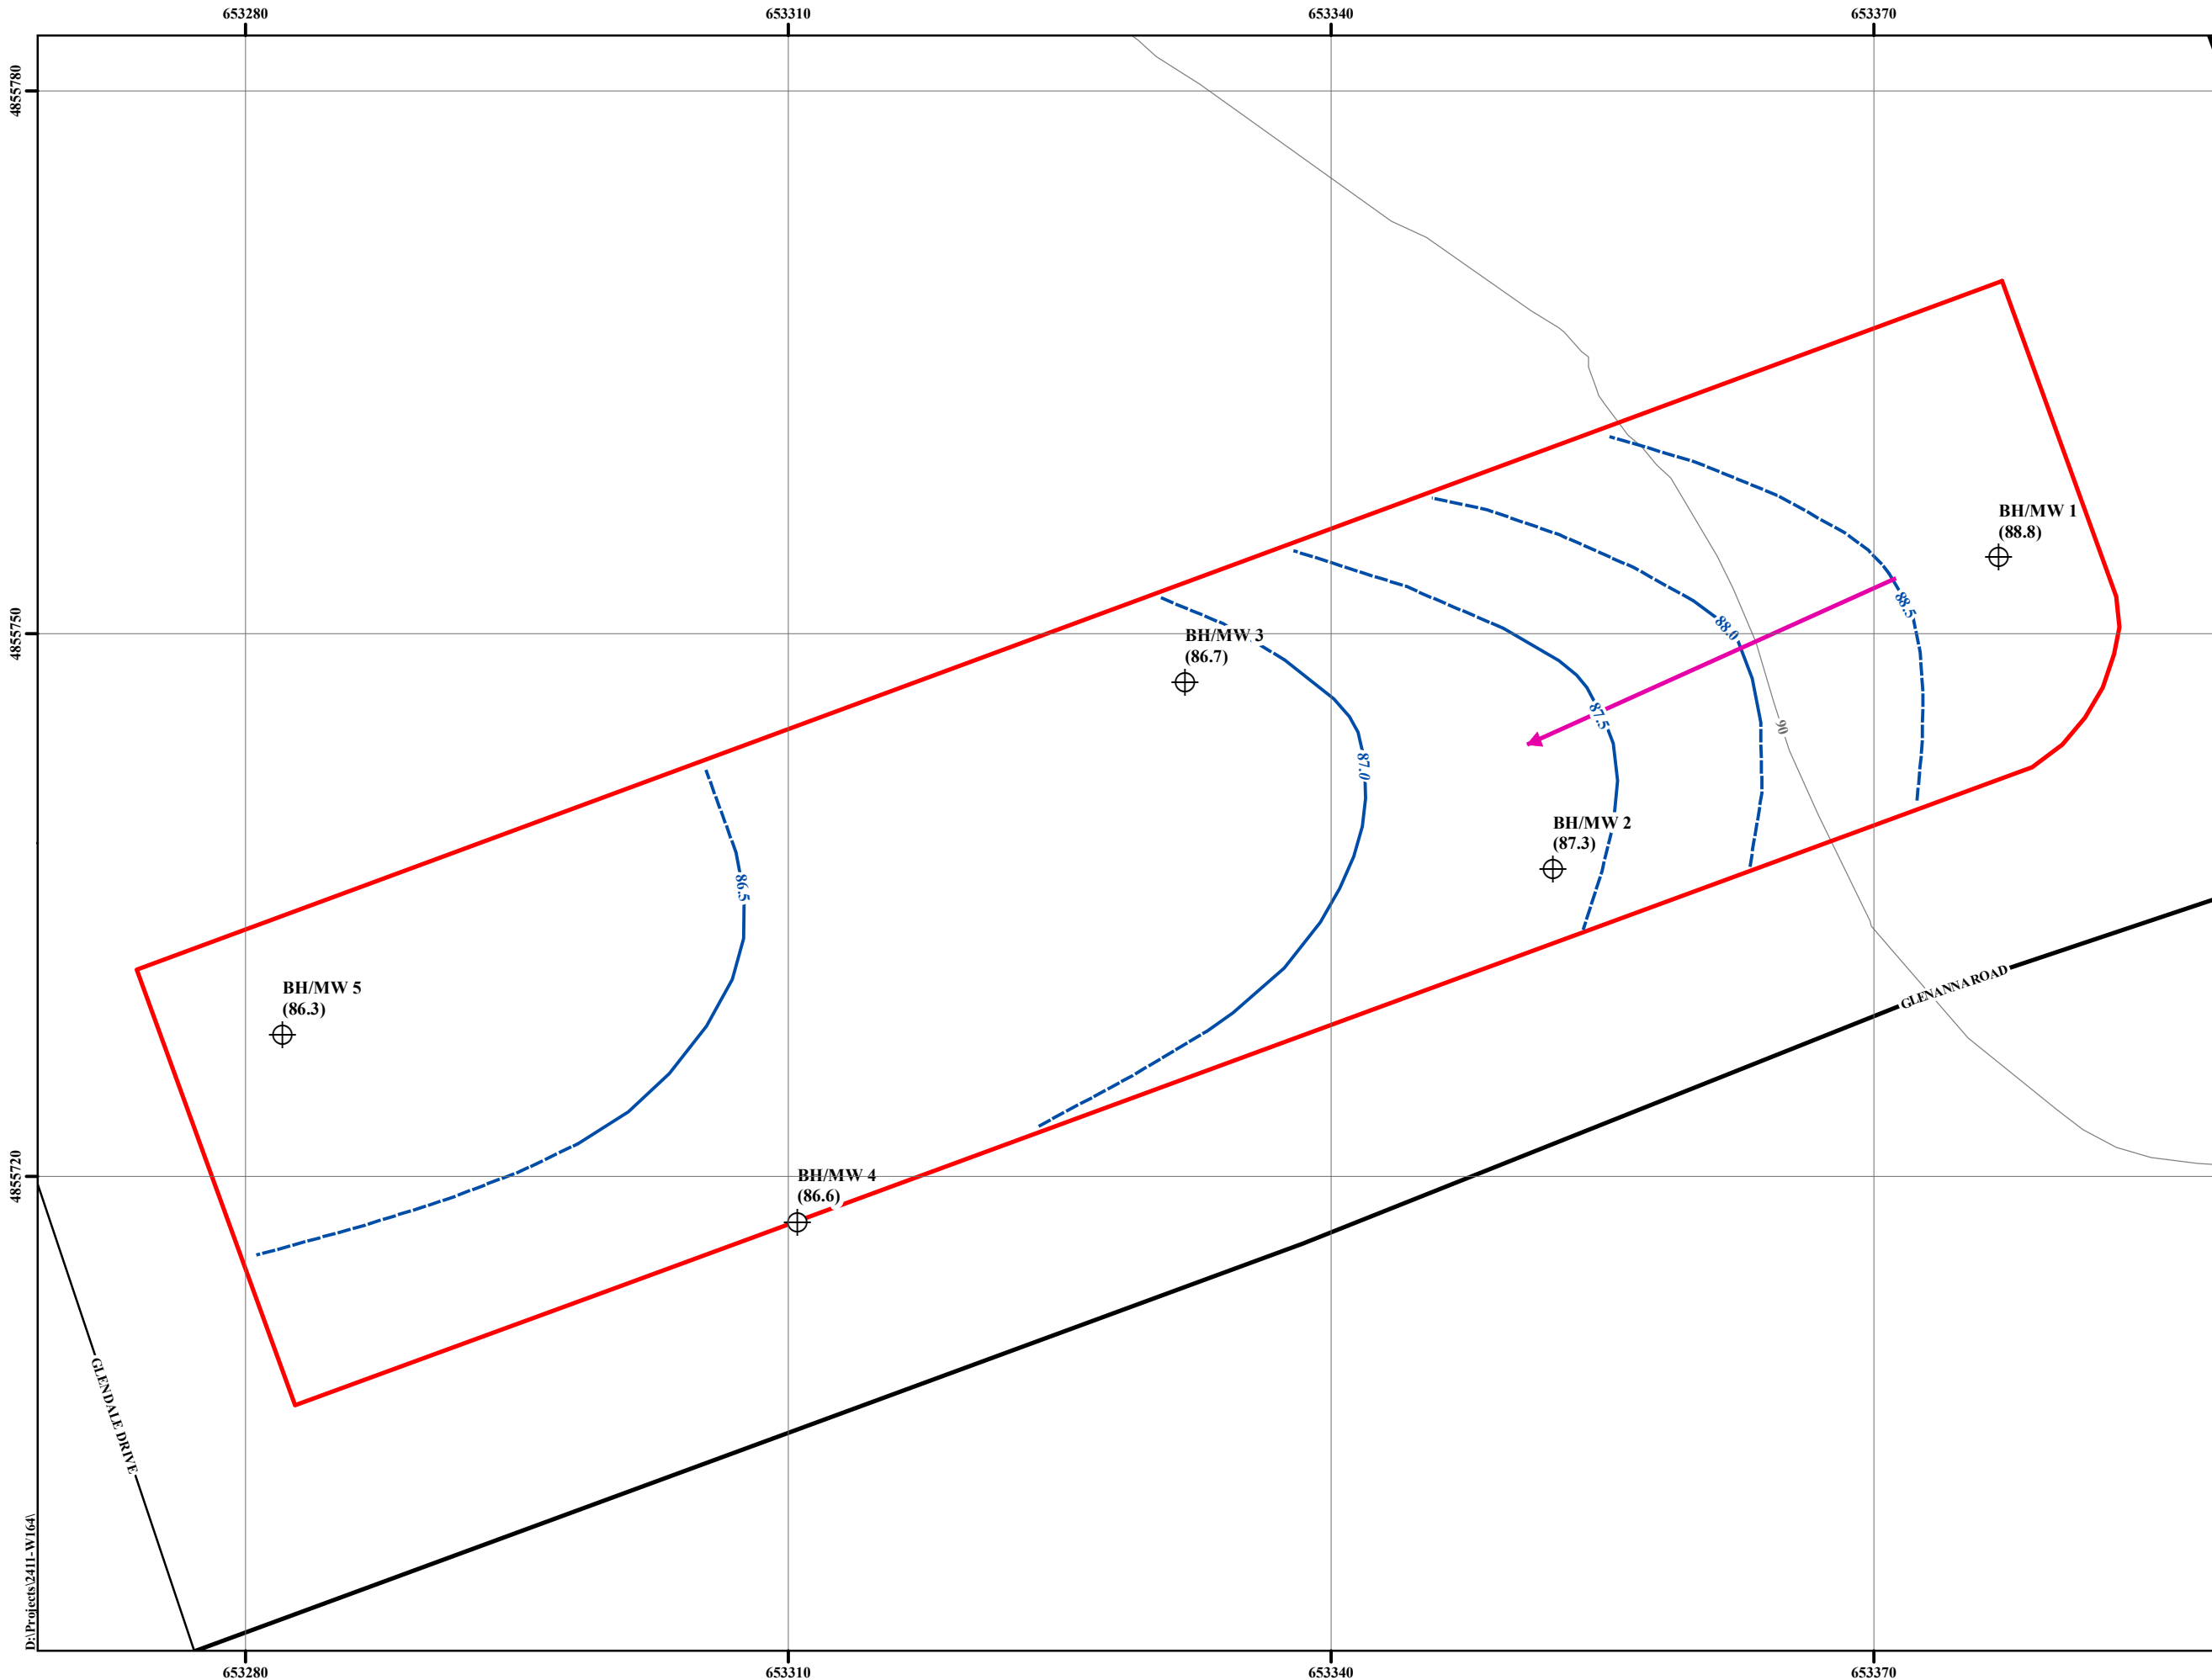 653280
653310
653340
653370
4855780
4855750
4855720
BH/MW 1
(88.8)
88.5
88.0
BH/MW 3
(86.7)
87.5
90
87.0
BH/MW 2
(87.3)
86.5
BH/MW 5
(86.3)
GLENANNA ROAD
BH/MW 4
(86.6)
GLENDALE DRIVE
D:\Projects\2411-W164\
653280
653310
653340
653370